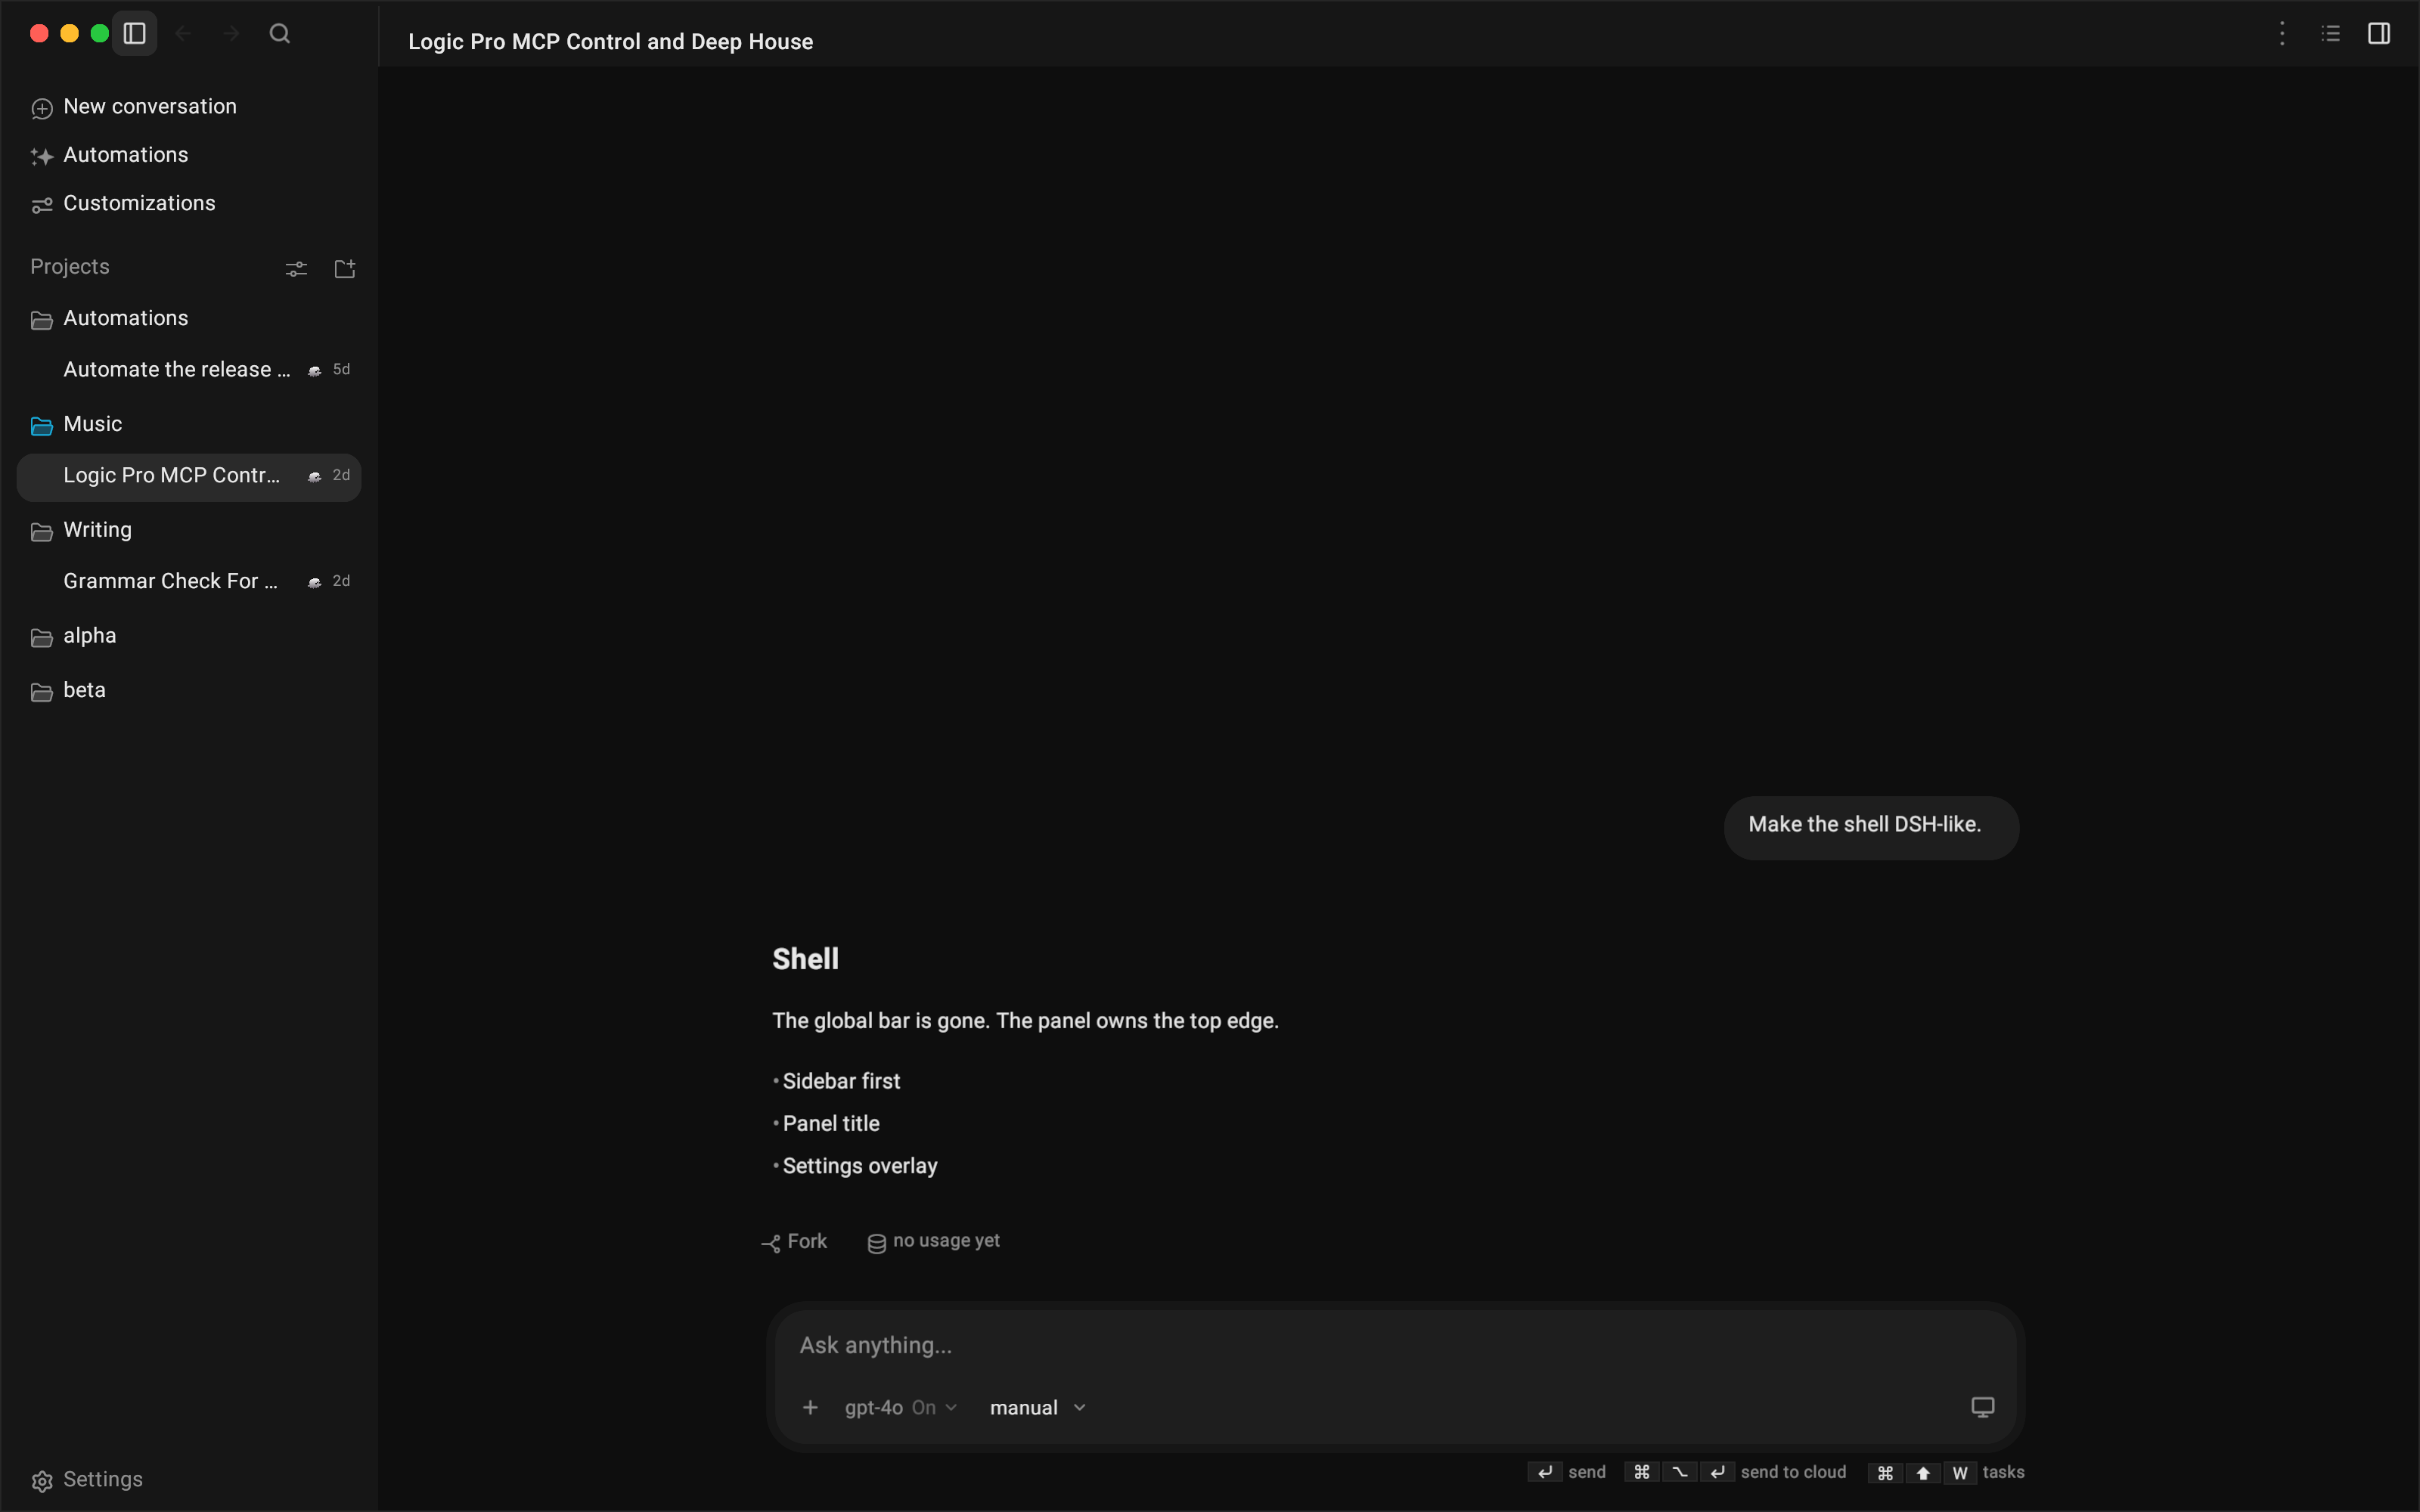 Logic Pro MCP Control and Deep House
New conversation
Automations
Customizations
Projects
Automations
Automate the release ... 5d
Music
Logic Pro MCP Contr... 2d
Writing
Grammar Check For ... 2d
alpha
beta
Settings
Make the shell DSH-like.
Shell
The global bar is gone. The panel owns the top edge.
• Sidebar first
• Panel title
• Settings overlay
Fork no usage yet
Ask anything...
+ gpt-4o On manual
↵ send ⌘ ⌥ ↵ send to cloud ⌘ ⬆ W tasks